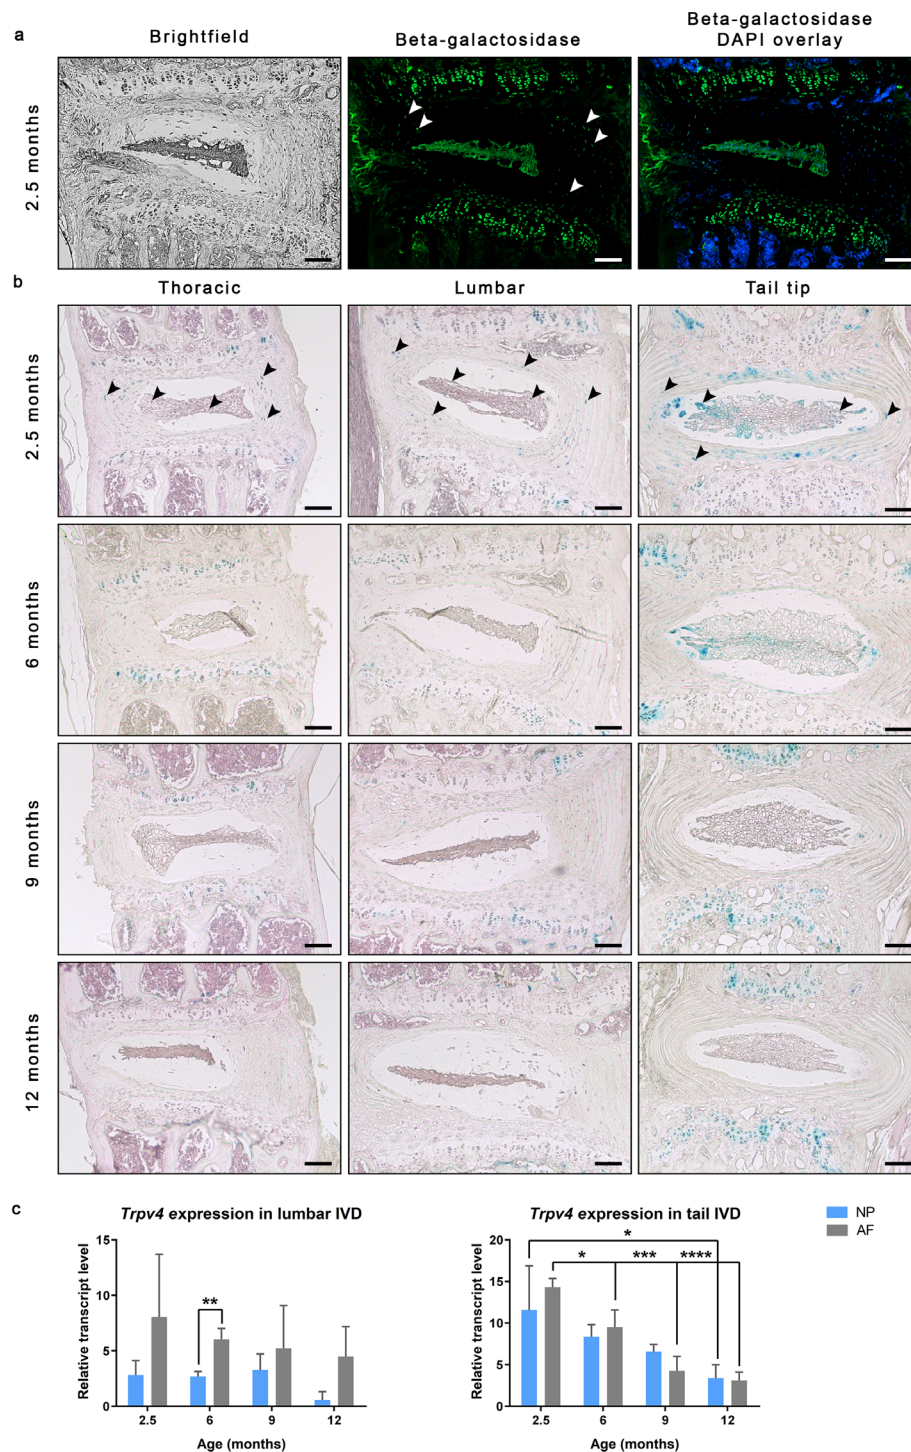 a
Brightfield
Beta-galactosidase
Beta-galactosidase
DAPI overlay
2.5 months
b
Thoracic
Lumbar
Tail tip
2.5 months
6 months
9 months
12 months
c
Trpv4 expression in lumbar IVD
Relative transcript level
15
10
5
0
**
2.5
6
9
12
Age (months)
Trpv4 expression in tail IVD
Relative transcript level
20
15
10
5
0
*
* *** ****
2.5
6
9
12
Age (months)
NP
AF